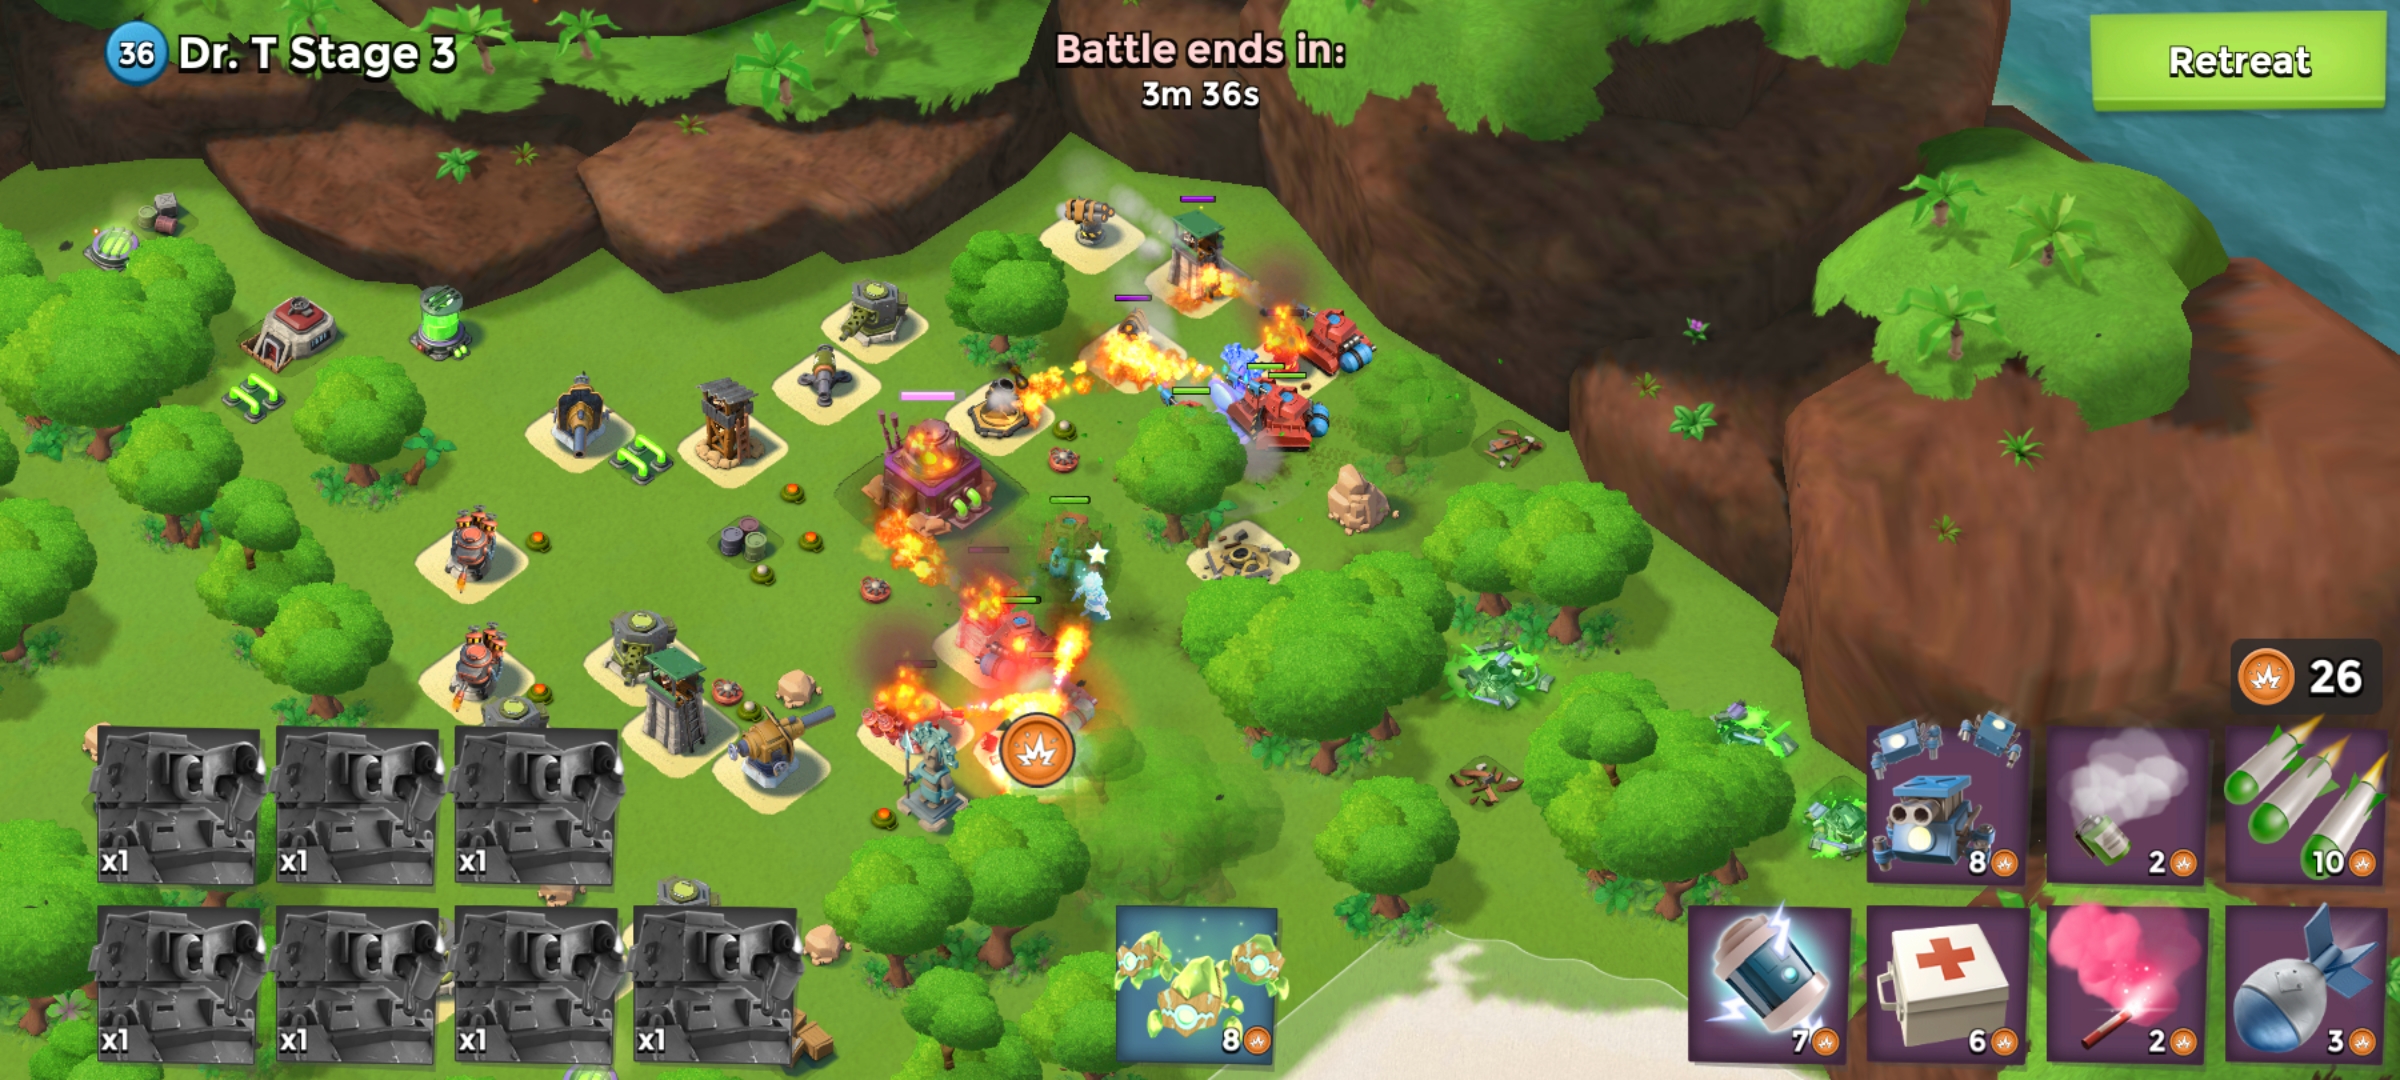 36 Dr. T Stage 3
Battle ends in:
3m 36s
Retreat
26
x1 x1 x1
8 2 10
x1 x1 x1 x1
8
7 6 2 3